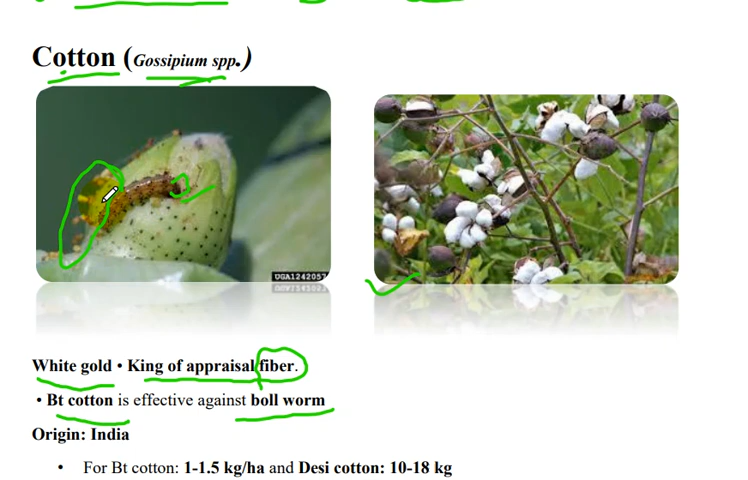 Cotton (Gossipium spp.)
UGA1242057
White gold • King of appraisal fiber.
• Bt cotton is effective against boll worm
Origin: India
• For Bt cotton: 1-1.5 kg/ha and Desi cotton: 10-18 kg